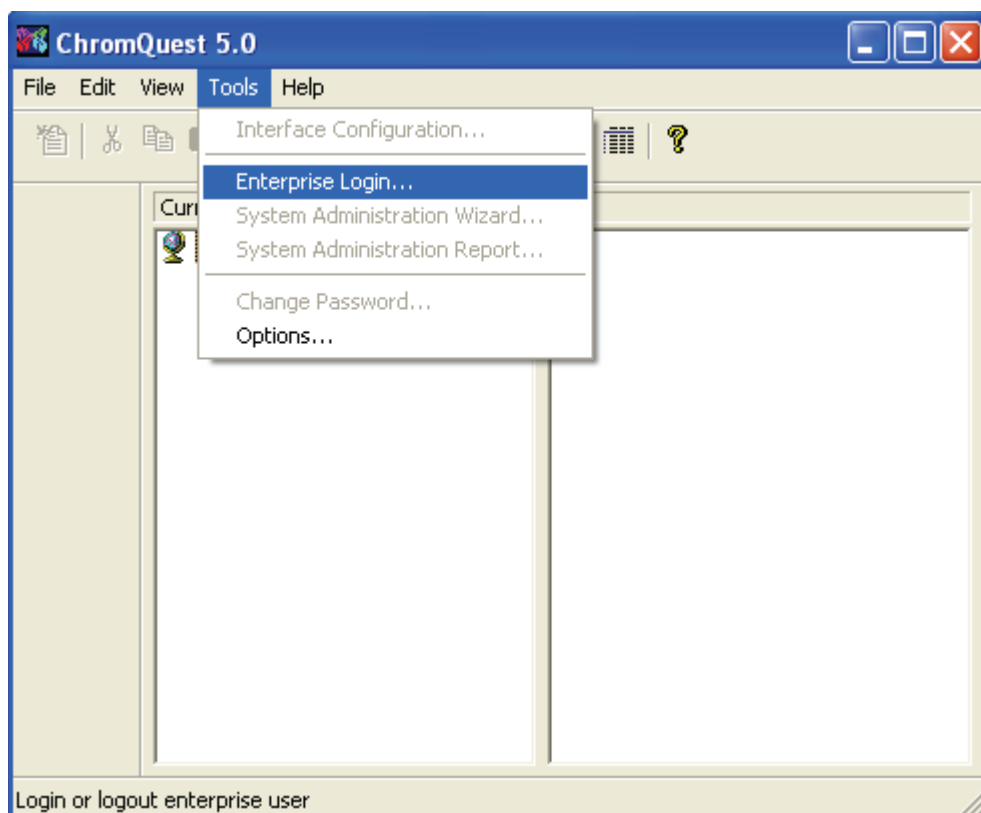 ChromQuest 5.0
File Edit View Tools Help
Interface Configuration...
Enterprise Login...
System Administration Wizard...
System Administration Report...
Change Password...
Options...
Login or logout enterprise user